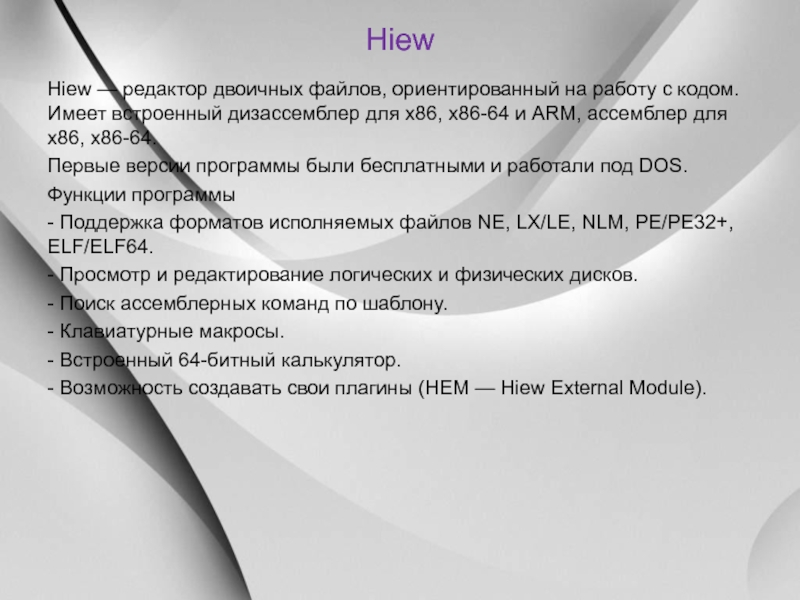 Hiew
Hiew — редактор двоичных файлов, ориентированный на работу с кодом.
Имеет встроенный дизассемблер для x86, x86-64 и ARM, ассемблер для
x86, x86-64.
Первые версии программы были бесплатными и работали под DOS.
Функции программы
- Поддержка форматов исполняемых файлов NE, LX/LE, NLM, PE/PE32+,
ELF/ELF64.
- Просмотр и редактирование логических и физических дисков.
- Поиск ассемблерных команд по шаблону.
- Клавиатурные макросы.
- Встроенный 64-битный калькулятор.
- Возможность создавать свои плагины (HEM — Hiew External Module).